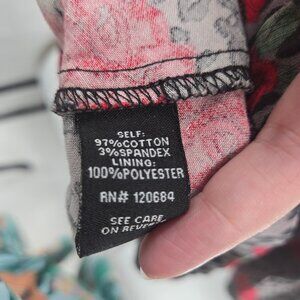 SELF:
97%COTTON
3%SPANDEX
LINING:
100%POLYESTER
RN# 120684
SEE CARE
ON REVERSE